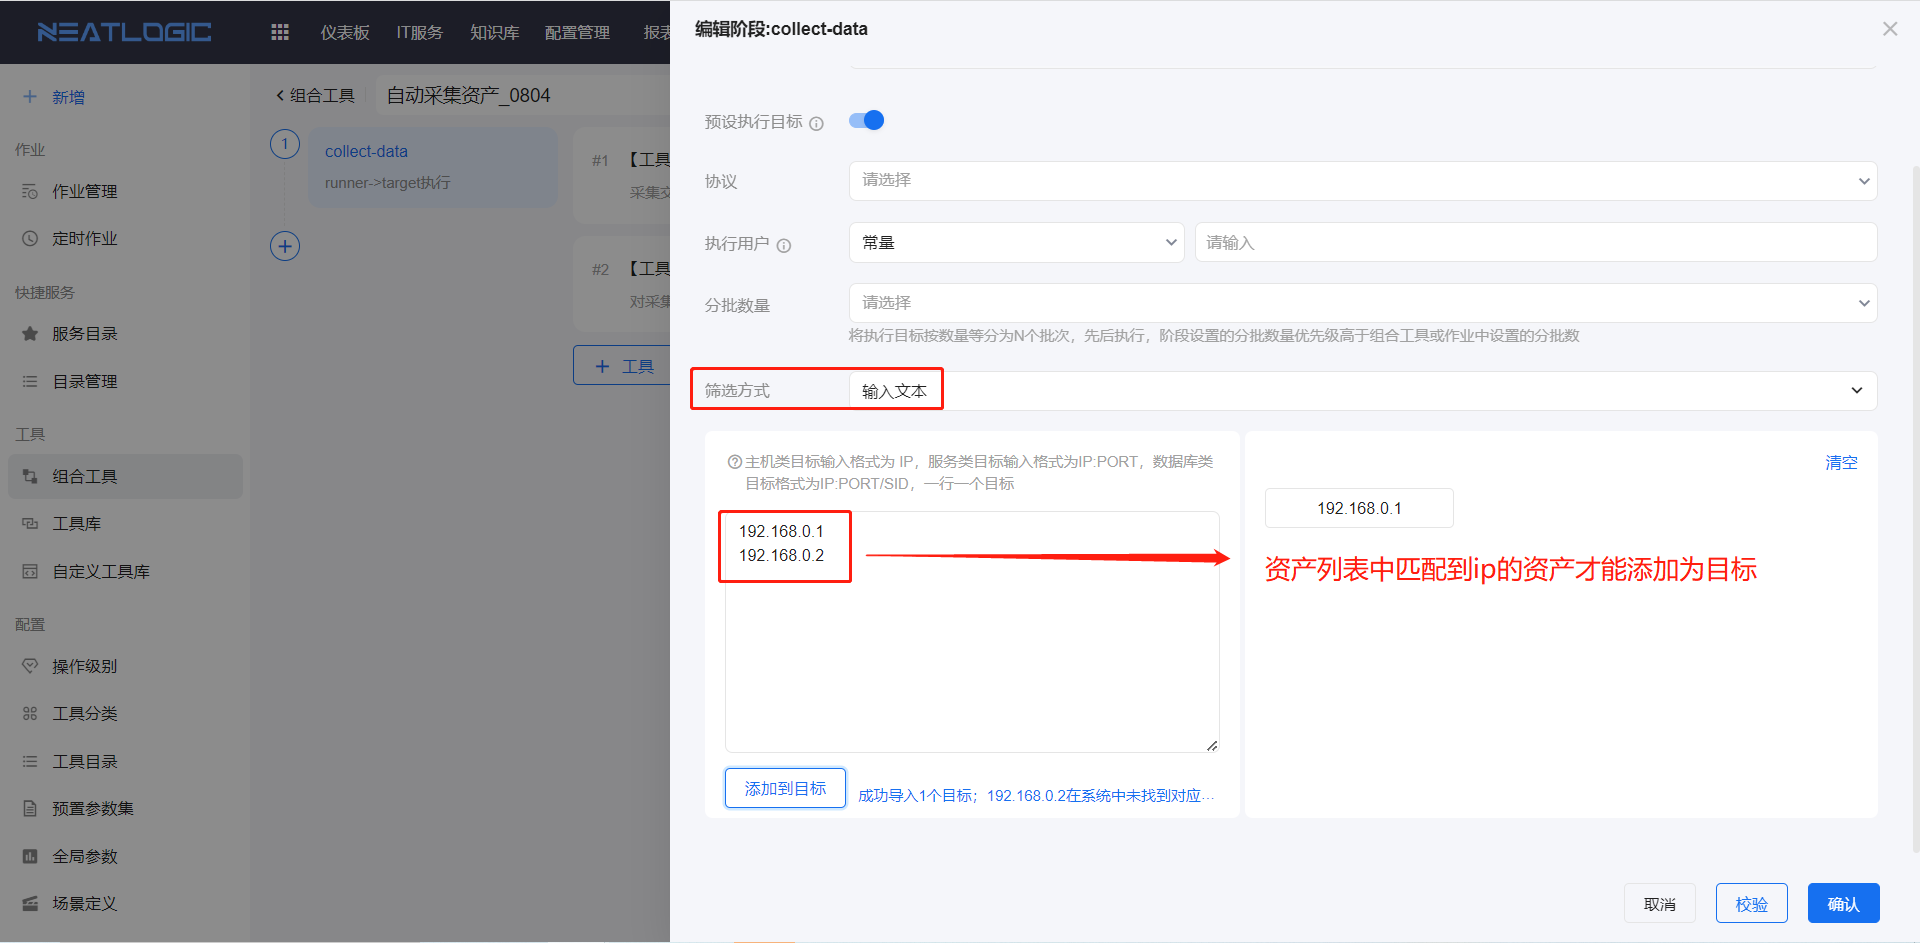 NEATLOGIC
仪表板
IT服务
知识库
配置管理
报表
新增
作业
作业管理
定时作业
快捷服务
服务目录
目录管理
工具
组合工具
工具库
自定义工具库
配置
操作级别
工具分类
工具目录
预置参数集
全局参数
场景定义
组合工具
自动采集资产_0804
1
collect-data
runner->target执行
#1 【工具
采集交
#2 【工具
对采集
工具
编辑阶段:collect-data
预设执行目标
协议
请选择
执行用户
常量
请输入
分批数量
请选择
将执行目标按数量等分为N个批次，先后执行，阶段设置的分批数量优先级高于组合工具或作业中设置的分批数
筛选方式
输入文本
主机类目标输入格式为 IP，服务类目标输入格式为IP:PORT，数据库类
目标格式为IP:PORT/SID，一行一个目标
192.168.0.1
192.168.0.2
添加到目标
成功导入1个目标；192.168.0.2在系统中未找到对应...
清空
192.168.0.1
资产列表中匹配到ip的资产才能添加为目标
取消
校验
确认